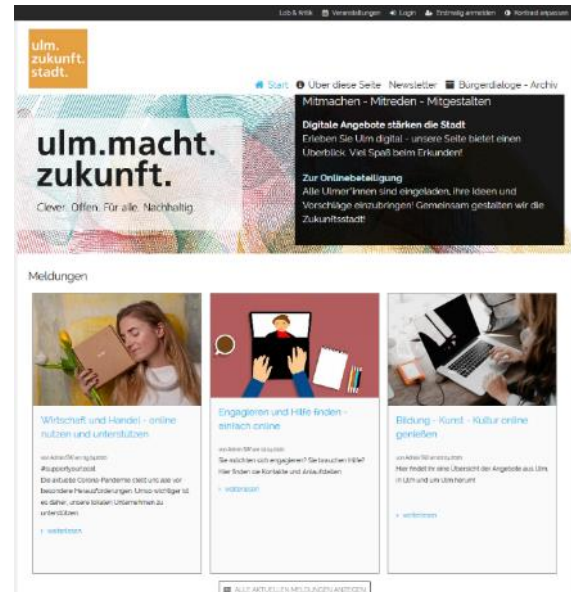 Lob & Kritik Veranstaltungen Login Erstmalig anmelden Kontrast anpassen
ulm.
zukunft.
stadt.
Start Über diese Seite Newsletter Bürgerdialoge - Archiv
ulm.macht.
zukunft.
Clever. Offen. Für alle. Nachhaltig.
Mitmachen - Mitreden - Mitgestalten
Digitale Angebote stärken die Stadt
Erleben Sie Ulm digital - unsere Seite bietet einen
Überblick. Viel Spaß beim Erkunden!
Zur Onlinebeteiligung
Alle Ulmer*innen sind eingeladen, ihre Ideen und
Vorschläge einzubringen! Gemeinsam gestalten wir die
Zukunftsstadt!
Meldungen
Wirtschaft und Handel - online
nutzen und unterstützen
#supportyourlocal
Die aktuelle Corona-Pandemie stellt uns alle vor
besondere Herausforderungen. Umso wichtiger ist
es daher, unsere lokalen Unternehmen zu
unterstützen.
weiterlesen
Engagieren und Hilfe finden -
einfach online
Sie möchten sich engagieren? Sie brauchen Hilfe?
Hier finden sie Kontakte und Anlaufstellen
weiterlesen
Bildung - Kunst - Kultur online
genießen
Hier findet ihr eine Übersicht der Angebote aus Ulm,
in Ulm und um Ulm herum!
weiterlesen
ALLE AKTUELLEN MELDUNGEN ANZEIGEN